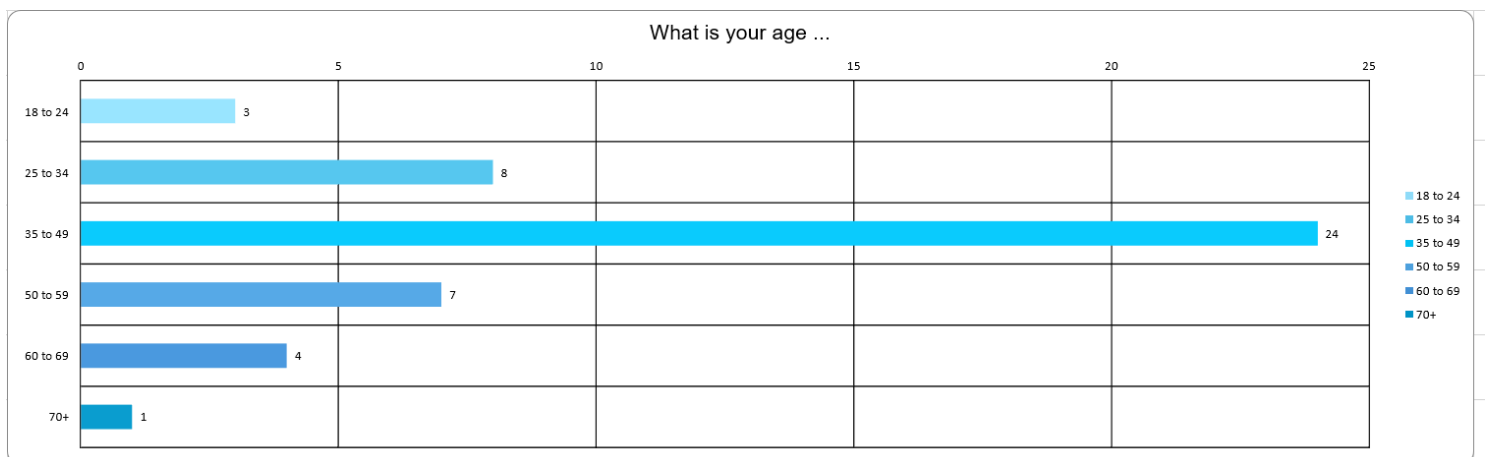 What is your age ...
0 5 10 15 20 25
18 to 24 3
25 to 34 8
35 to 49 24
50 to 59 7
60 to 69 4
70+ 1
18 to 24
25 to 34
35 to 49
50 to 59
60 to 69
70+